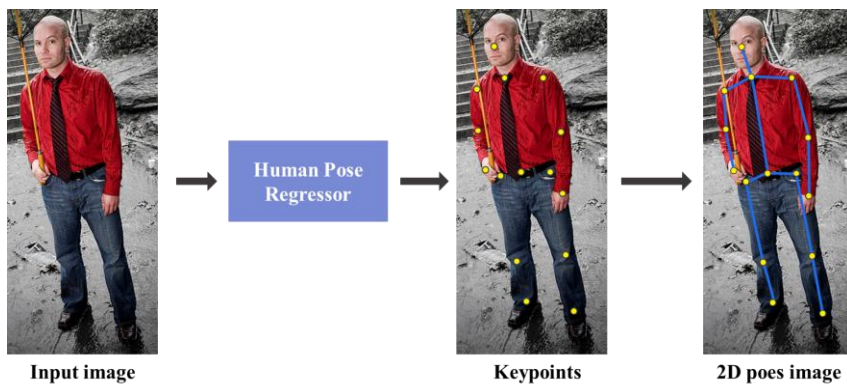 Human Pose
Regressor
Input image
Keypoints
2D poes image